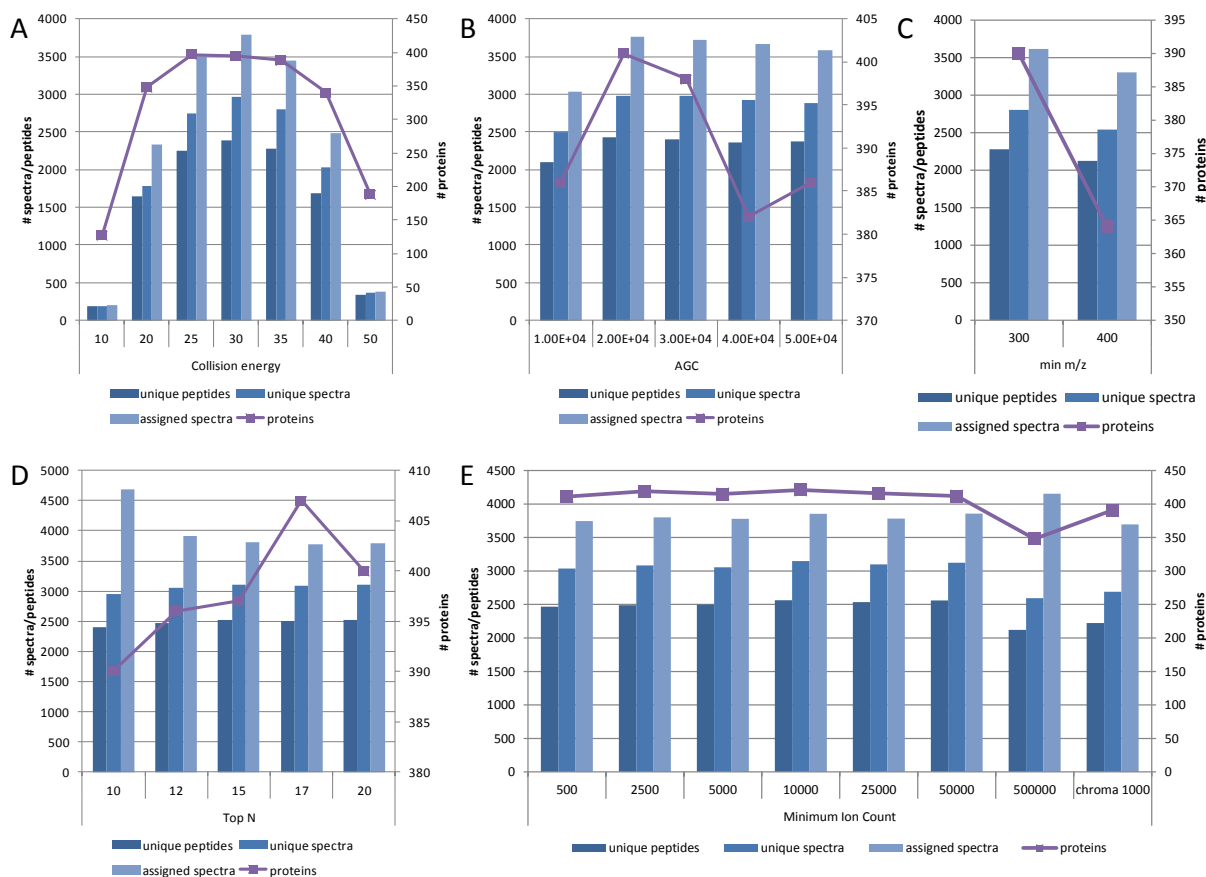 A
# spectra/peptides
4000
3500
3000
2500
2000
1500
1000
500
0
450
400
350
300
250
200
150
100
50
0
# proteins
10 20 25 30 35 40 50
Collision energy
unique peptides unique spectra
assigned spectra proteins
B
# spectra/peptides
4000
3500
3000
2500
2000
1500
1000
500
0
405
400
395
390
385
380
375
370
# proteins
1.00E+04 2.00E+04 3.00E+04 4.00E+04 5.00E+04
AGC
unique peptides unique spectra
assigned spectra proteins
C
# spectra/peptides
4000
3500
3000
2500
2000
1500
1000
500
0
395
390
385
380
375
370
365
360
355
350
# proteins
300 400
min m/z
unique peptides unique spectra
assigned spectra proteins
D
# spectra/peptides
5000
4500
4000
3500
3000
2500
2000
1500
1000
500
0
410
405
400
395
390
385
380
# proteins
10 12 15 17 20
Top N
unique peptides unique spectra
assigned spectra proteins
E
# spectra/peptides
4500
4000
3500
3000
2500
2000
1500
1000
500
0
450
400
350
300
250
200
150
100
50
0
# proteins
500 2500 5000 10000 25000 50000 500000 chroma 1000
Minimum Ion Count
unique peptides unique spectra assigned spectra proteins